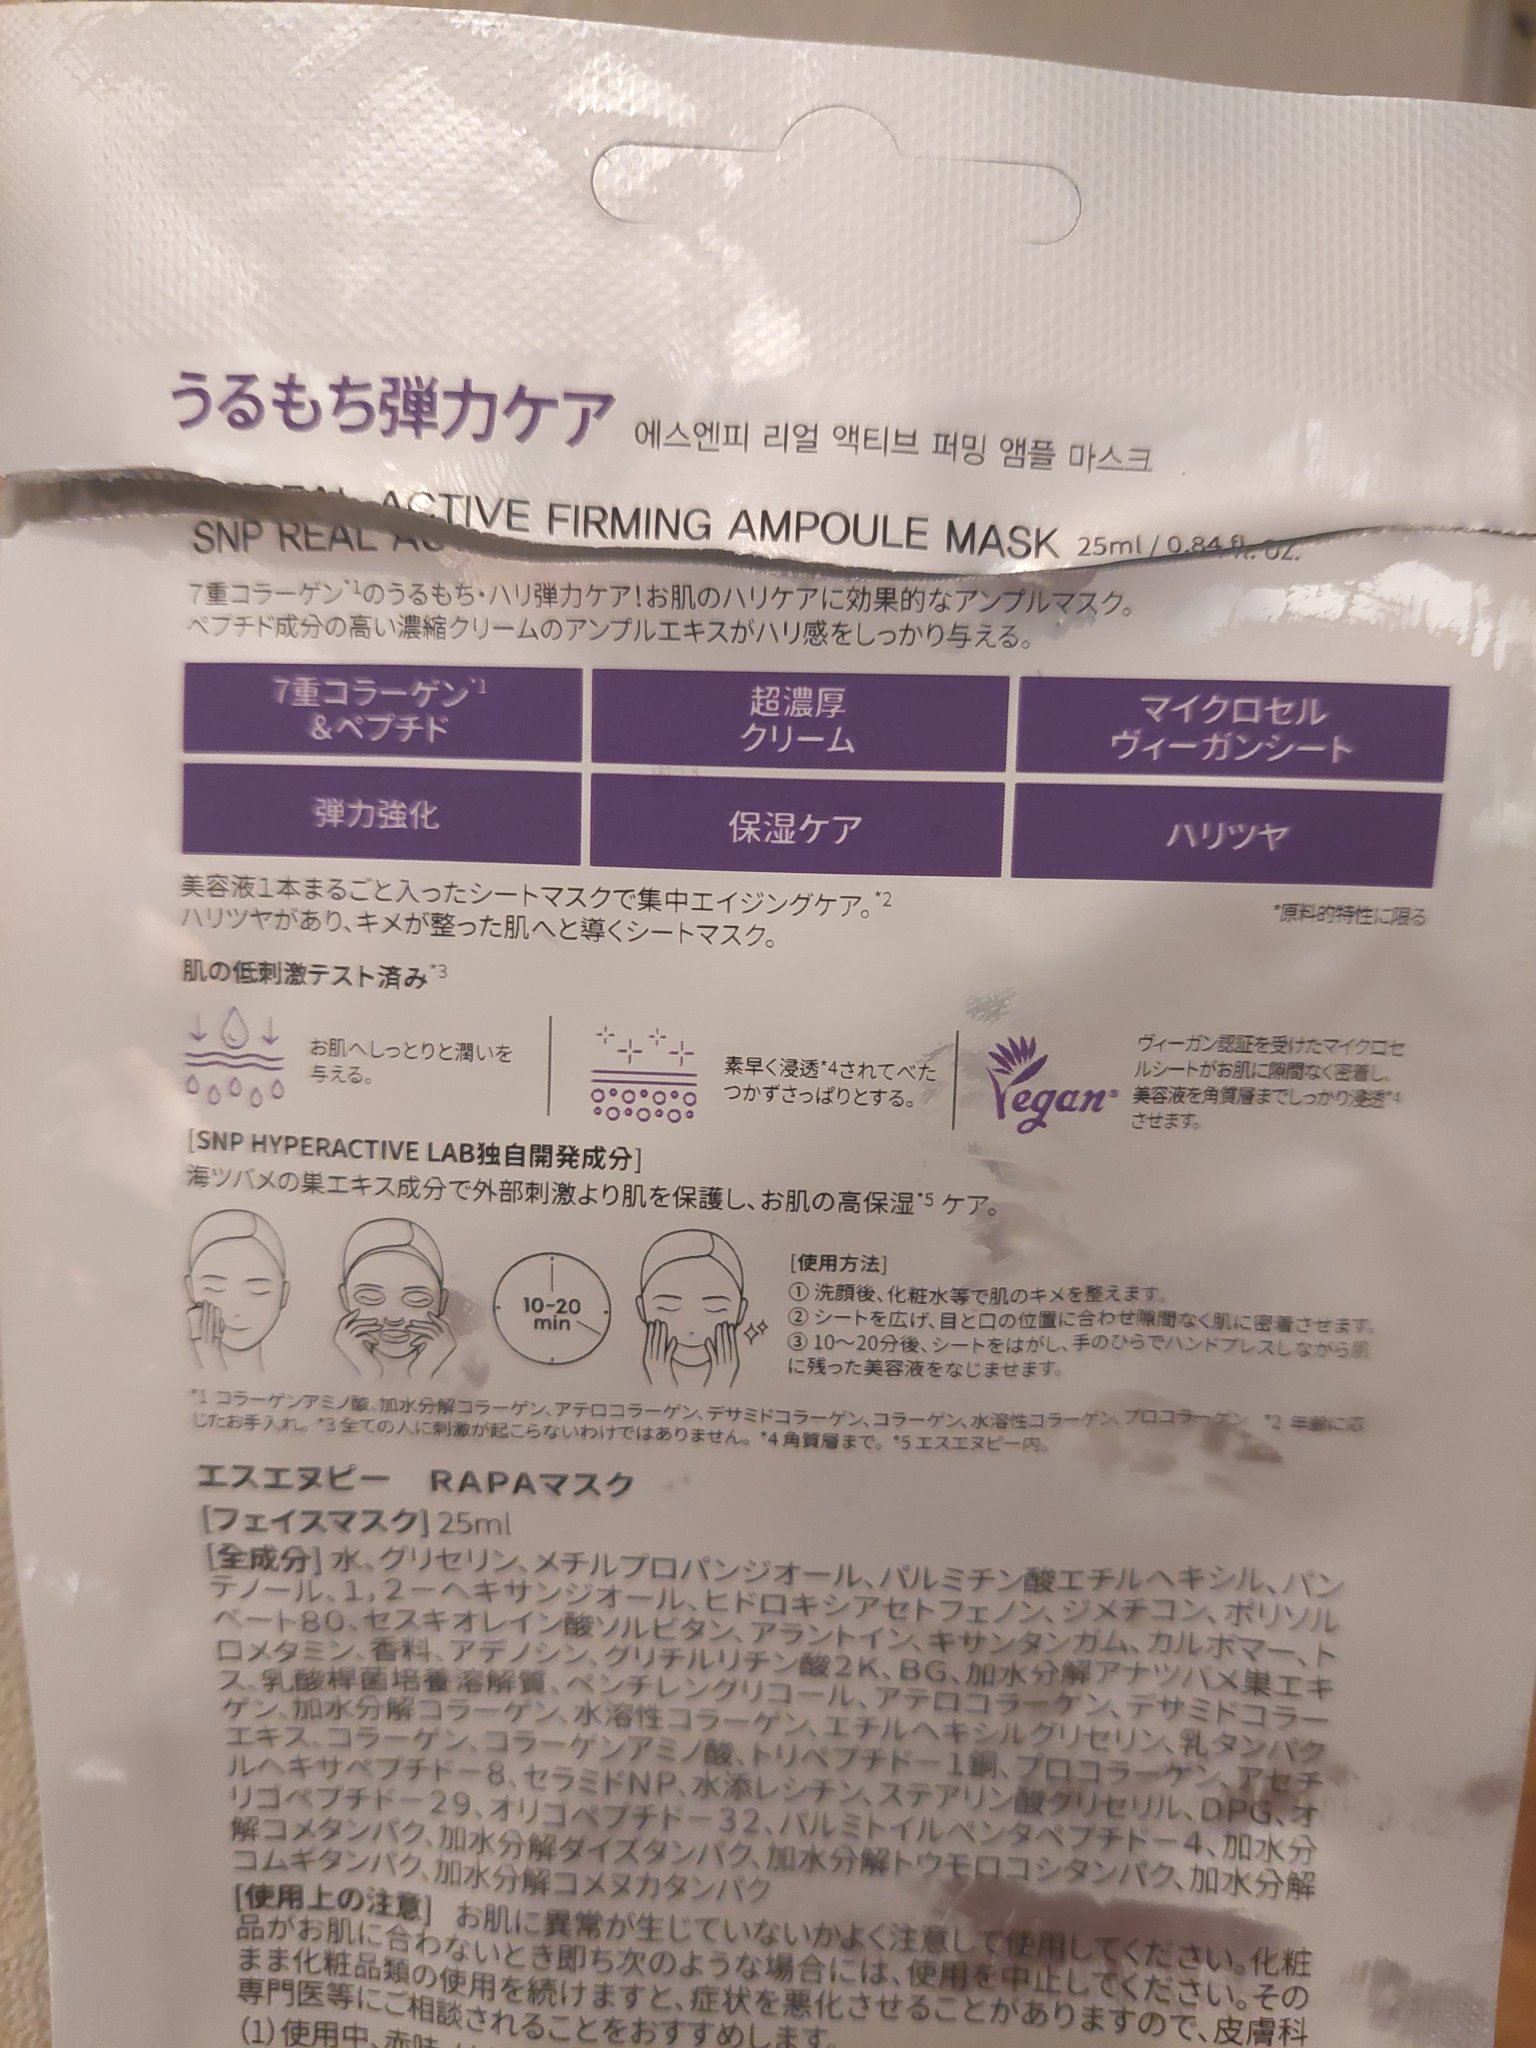 うるもち弾力ケア 에스엔피 리얼 액티브 퍼밍 앰플 마스크
SNP REAL ACTIVE FIRMING AMPOULE MASK 25ml / 0.84 fl. oz.
7重コラーゲン*1のうるもち・ハリ弾力ケア!お肌のハリケアに効果的なアンプルマスク。
ペプチド成分の高い濃縮クリームのアンプルエキスがハリ感をしっかり与える。
7重コラーゲン*1
&ペプチド
超濃厚
クリーム
マイクロセル
ヴィーガンシート
弾力強化
保湿ケア
ハリツヤ
美容液1本まるごと入ったシートマスクで集中エイジングケア。*2
ハリツヤがあり、キメが整った肌へと導くシートマスク。
*原料的特性に限る
肌の低刺激テスト済み*3
お肌へしっとりと潤いを
与える。
素早く浸透*4されてべた
つかずさっぱりとする。
Vegan
ヴィーガン認証を受けたマイクロセ
ルシートがお肌に隙間なく密着し、
美容液を角質層までしっかり浸透*4
させます。
[SNP HYPERACTIVE LAB独自開発成分]
海ツバメの巣エキス成分で外部刺激より肌を保護し、お肌の高保湿*5 ケア。
10~20
min
[使用方法]
① 洗顔後、化粧水等で肌のキメを整えます。
② シートを広げ、目と口の位置に合わせ隙間なく肌に密着させます。
③ 10~20分後、シートをはがし、手のひらでハンドプレスしながら肌
に残った美容液をなじませます。
*1 コラーゲンアミノ酸、加水分解コラーゲン、アテロコラーゲン、デサミドコラーゲン、コラーゲン、水溶性コラーゲン、プロコラーゲン *2 年齢に応
じたお手入れ。 *3 全ての人に刺激が起こらないわけではありません。 *4 角質層まで。 *5 エスエヌピー内。
エスエヌピー RAPAマスク
[フェイスマスク] 25ml
[全成分] 水、グリセリン、メチルプロパンジオール、パルミチン酸エチルヘキシル、パン
テノール、1,2-ヘキサンジオール、ヒドロキシアセトフェノン、ジメチコン、ポリソル
ベート80、セスキオレイン酸ソルビタン、アラントイン、キサンタンガム、カルボマー、ト
ロメタミン、香料、アデノシン、グリチルリチン酸2K、BG、加水分解アナツバメ巣エキ
ス、乳酸桿菌培養溶解質、ペンチレングリコール、アテロコラーゲン、デサミドコラー
ゲン、加水分解コラーゲン、水溶性コラーゲン、エチルヘキシルグリセリン、乳タンパク
エキス、コラーゲン、コラーゲンアミノ酸、トリペプチド-1銅、プロコラーゲン、アセチ
ルヘキサペプチド-8、セラミドNP、水添レシチン、ステアリン酸グリセリル、DPG、オ
リゴペプチド-29、オリゴペプチド-32、パルミトイルペンタペプチド-4、加水分
解コメタンパク、加水分解ダイズタンパク、加水分解トウモロコシタンパク、加水分解
コムギタンパク、加水分解コメヌカタンパク
[使用上の注意] お肌に異常が生じていないかよく注意して使用してください。化粧
品がお肌に合わないとき即ち次のような場合には、使用を中止してください。その
まま化粧品類の使用を続けますと、症状を悪化させることがありますので、皮膚科
専門医等にご相談されることをおすすめします。
(1) 使用中、赤味